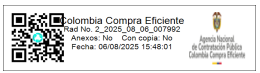 Colombia Compra Eficiente
Rad No. 2_2025_08_06_007992
Anexos: No Con copia: No
Fecha: 06/08/2025 15:48:01
Agencia Nacional
de Contratación Pública
Colombia Compra Eficiente